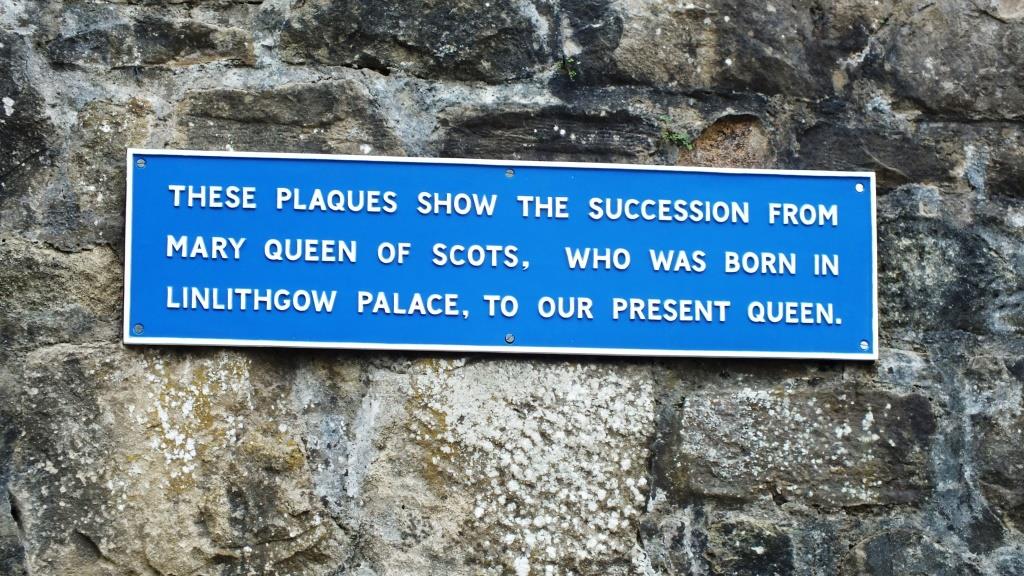 THESE PLAQUES SHOW THE SUCCESSION FROM
MARY QUEEN OF SCOTS, WHO WAS BORN IN
LINLITHGOW PALACE, TO OUR PRESENT QUEEN.